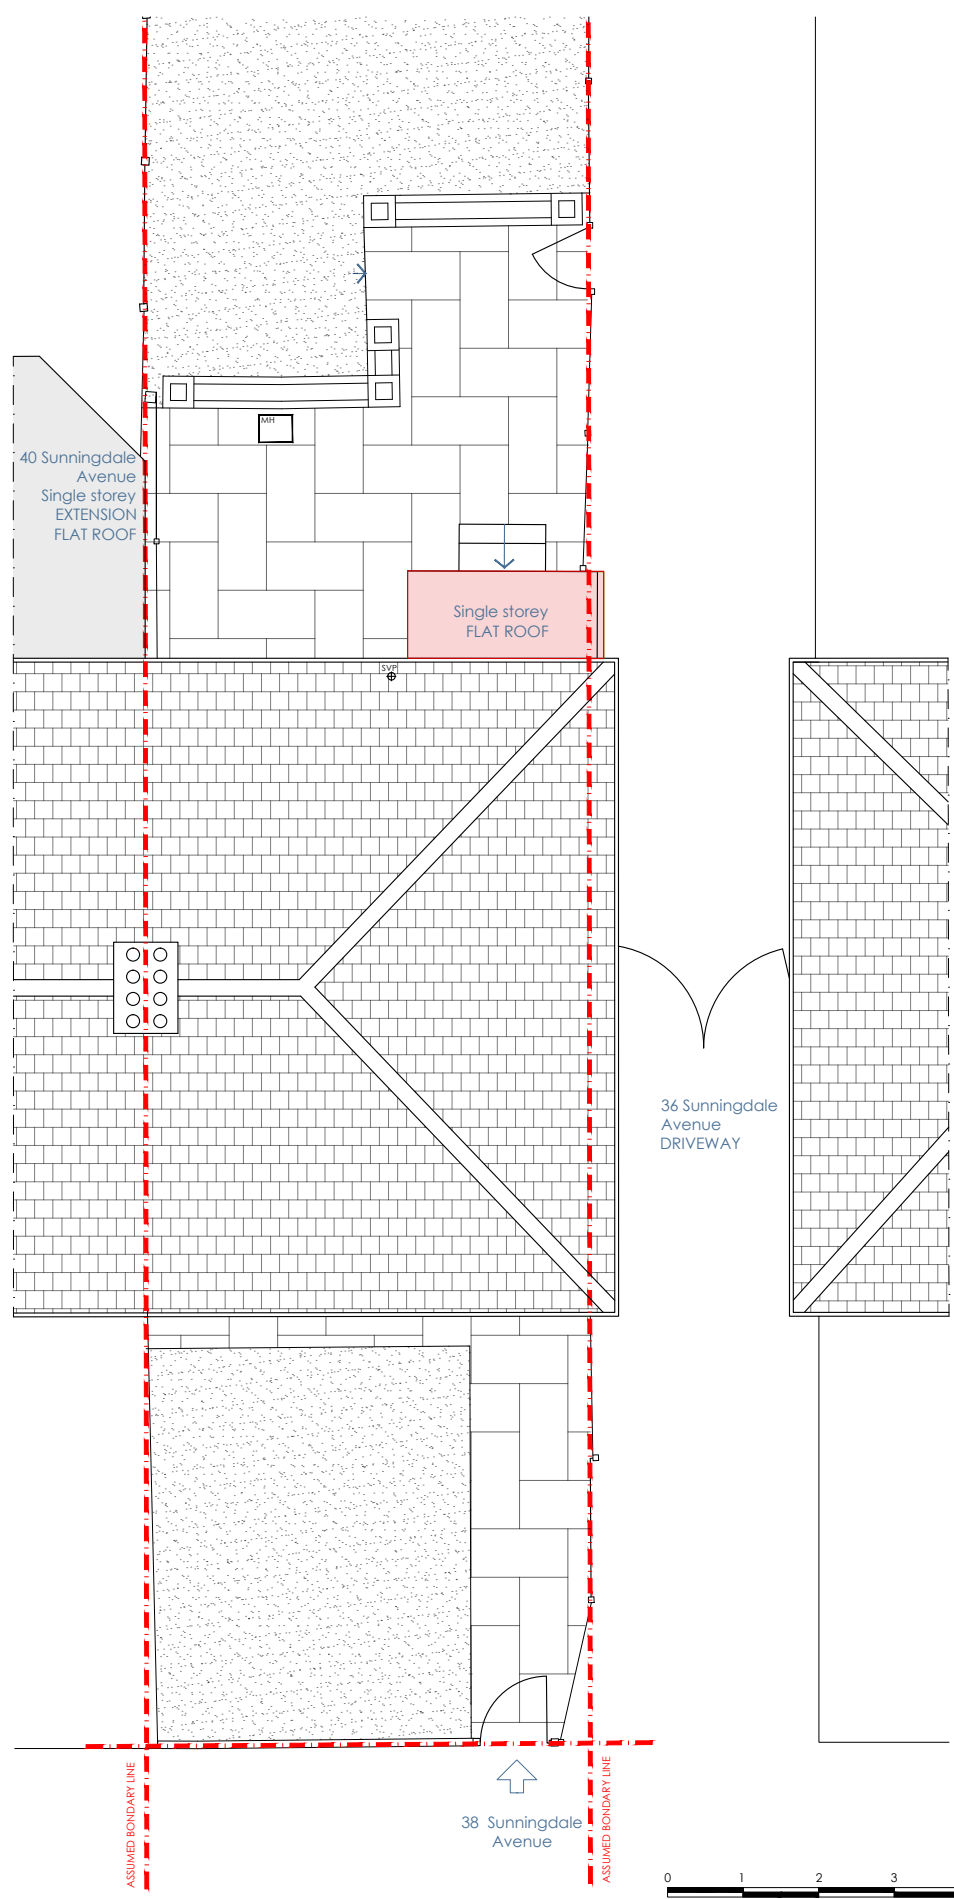 MH
40 Sunningdale
Avenue
Single storey
EXTENSION
FLAT ROOF
Single storey
FLAT ROOF
SVP
36 Sunningdale
Avenue
DRIVEWAY
ASSUMED BONDARY LINE
ASSUMED BONDARY LINE
38 Sunningdale
Avenue
0 1 2 3